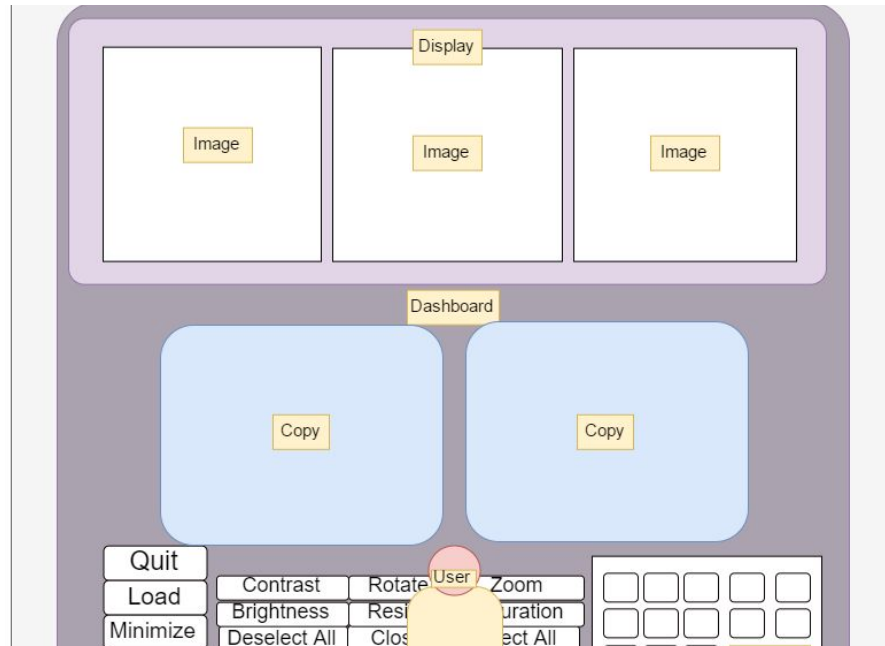 Display
Image
Image
Image
Dashboard
Copy
Copy
Quit
Load
Minimize
Contrast
Rotate
User
Zoom
Brightness
Deselect All